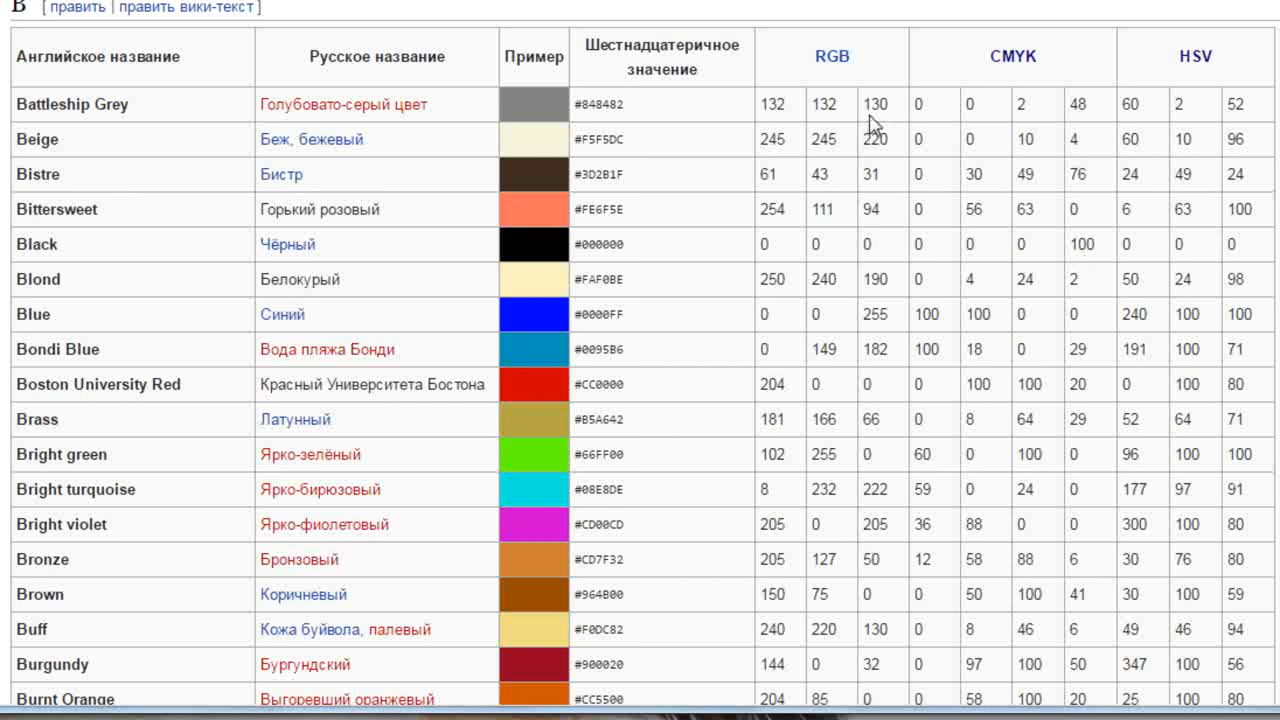 B [ править | править вики-текст ]
Английское название Русское название Пример Шестнадцатеричное значение RGB CMYK HSV
Battleship Grey Голубовато-серый цвет #848482 132 132 130 0 0 2 48 60 2 52
Beige Беж, бежевый #F5F5DC 245 245 220 0 0 10 4 60 10 96
Bistre Бистр #3D2B1F 61 43 31 0 30 49 76 24 49 24
Bittersweet Горький розовый #FE6F5E 254 111 94 0 56 63 0 6 63 100
Black Чёрный #000000 0 0 0 0 0 0 100 0 0 0
Blond Белокурый #FAF0BE 250 240 190 0 4 24 2 50 24 98
Blue Синий #0000FF 0 0 255 100 100 0 0 240 100 100
Bondi Blue Вода пляжа Бонди #0095B6 0 149 182 100 18 0 29 191 100 71
Boston University Red Красный Университета Бостона #CC0000 204 0 0 0 100 100 20 0 100 80
Brass Латунный #B5A642 181 166 66 0 8 64 29 52 64 71
Bright green Ярко-зелёный #66FF00 102 255 0 60 0 100 0 96 100 100
Bright turquoise Ярко-бирюзовый #08E8DE 8 232 222 59 0 24 0 177 97 91
Bright violet Ярко-фиолетовый #CD00CD 205 0 205 36 88 0 0 300 100 80
Bronze Бронзовый #CD7F32 205 127 50 12 58 88 6 30 76 80
Brown Коричневый #964B00 150 75 0 0 50 100 41 30 100 59
Buff Кожа буйвола, палевый #F0DC82 240 220 130 0 8 46 6 49 46 94
Burgundy Бургундский #900020 144 0 32 0 97 100 50 347 100 56
Burnt Orange Выгоревший оранжевый #CC5500 204 85 0 0 58 100 20 25 100 80